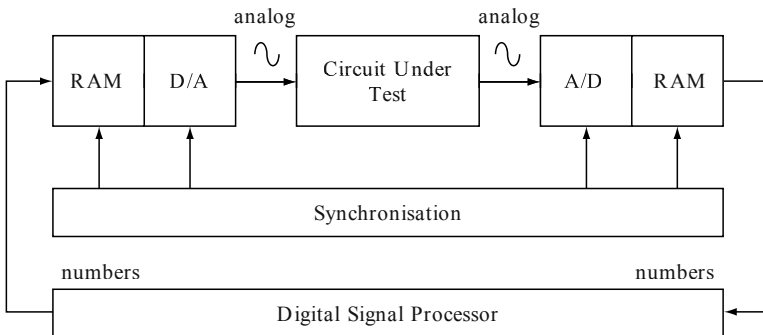 analog
analog
RAM
D/A
Circuit Under
Test
A/D
RAM
Synchronisation
numbers
numbers
Digital Signal Processor